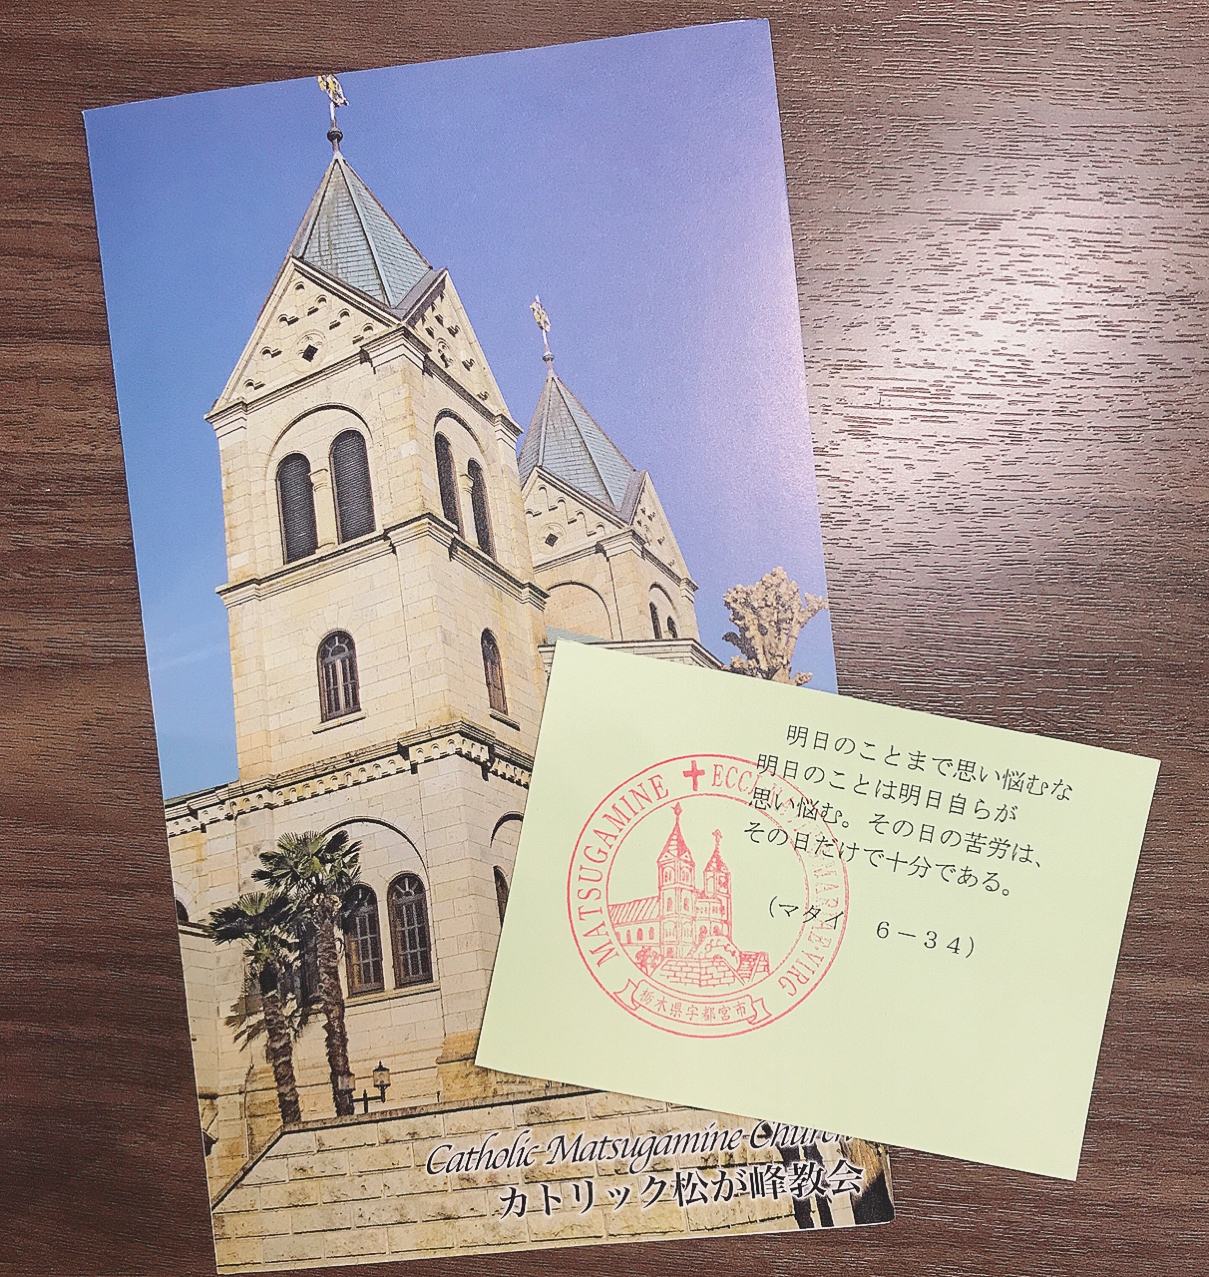 明日のことまで思い悩むな
明日のことは明日自らが
思い悩む。その日の苦労は、
その日だけで十分である。
(マタイ 6-34)
MATSUGAMINE
VIRG
栃木県宇都宮市
Catholic Matsugamine Church
カトリック松が峰教会